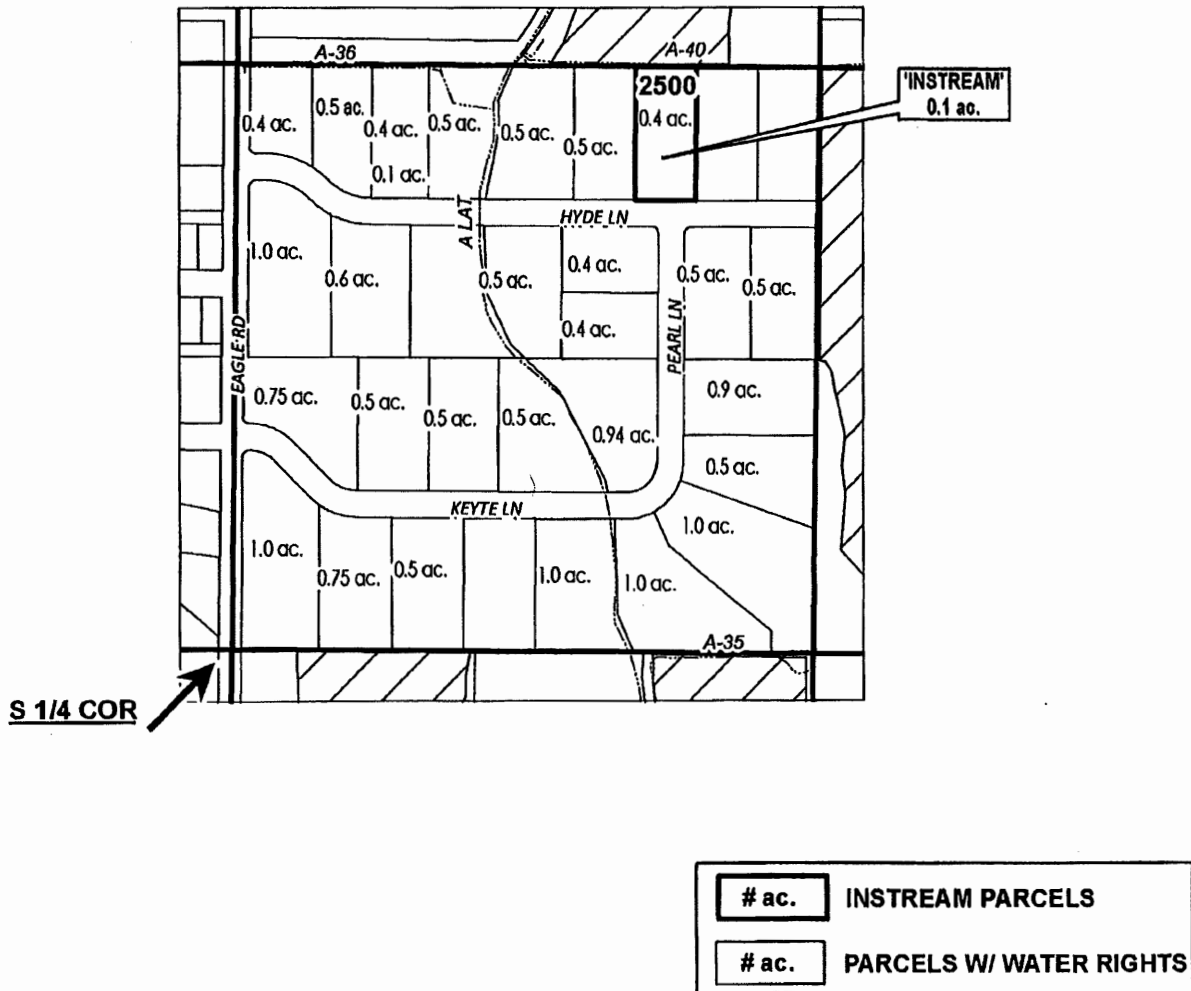 A-36
A-40
2500
'INSTREAM'
0.1 ac.
0.4 ac.
0.5 ac.
0.4 ac.
0.1 ac.
0.5 ac.
0.5 ac.
0.5 ac.
0.4 ac.
A LAT
HYDE LN
1.0 ac.
0.6 ac.
0.5 ac.
0.4 ac.
0.4 ac.
PEARL LN
0.5 ac.
0.5 ac.
EAGLE RD
0.75 ac.
0.5 ac.
0.5 ac.
0.5 ac.
0.94 ac.
0.9 ac.
0.5 ac.
KEYTE LN
1.0 ac.
1.0 ac.
0.75 ac.
0.5 ac.
1.0 ac.
1.0 ac.
A-35
S 1/4 COR
# ac. INSTREAM PARCELS
# ac. PARCELS W/ WATER RIGHTS